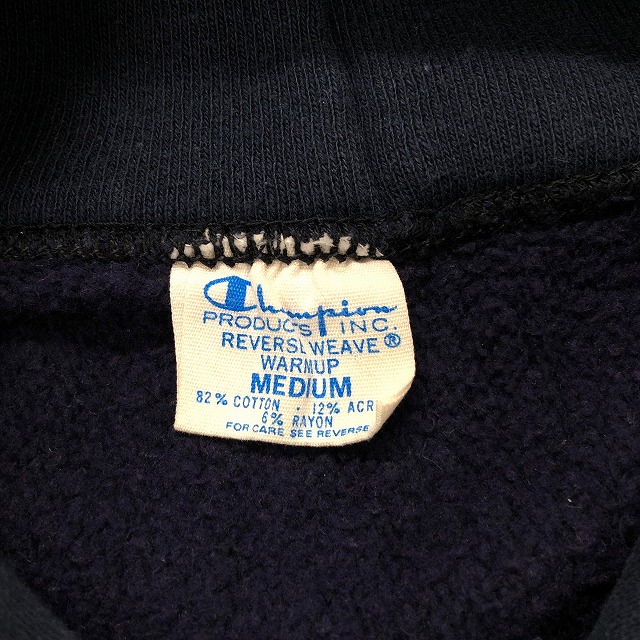 Champion
PRODUCTS INC.
REVERSE WEAVE®
WARMUP
MEDIUM
82% COTTON 12% ACR
6% RAYON
FOR CARE SEE REVERSE